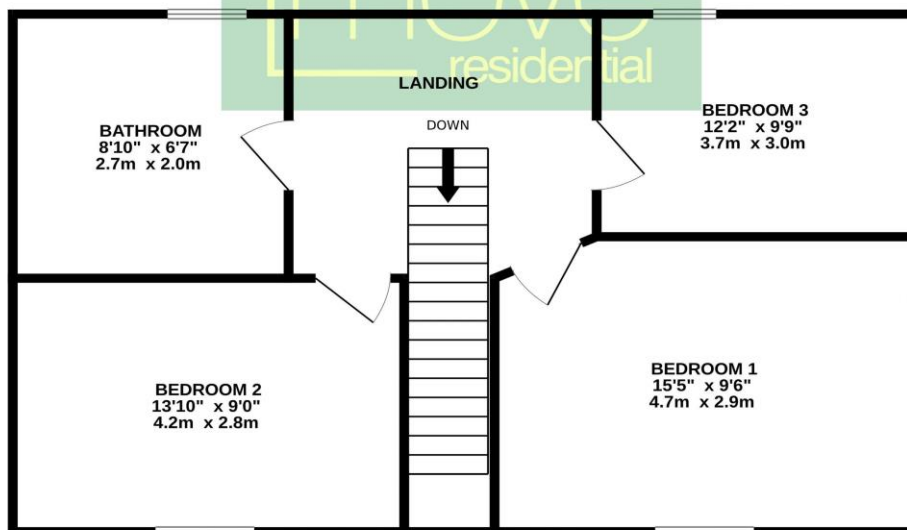 residential
LANDING
DOWN
BATHROOM
8'10" x 6'7"
2.7m x 2.0m
BEDROOM 3
12'2" x 9'9"
3.7m x 3.0m
BEDROOM 2
13'10" x 9'0"
4.2m x 2.8m
BEDROOM 1
15'5" x 9'6"
4.7m x 2.9m